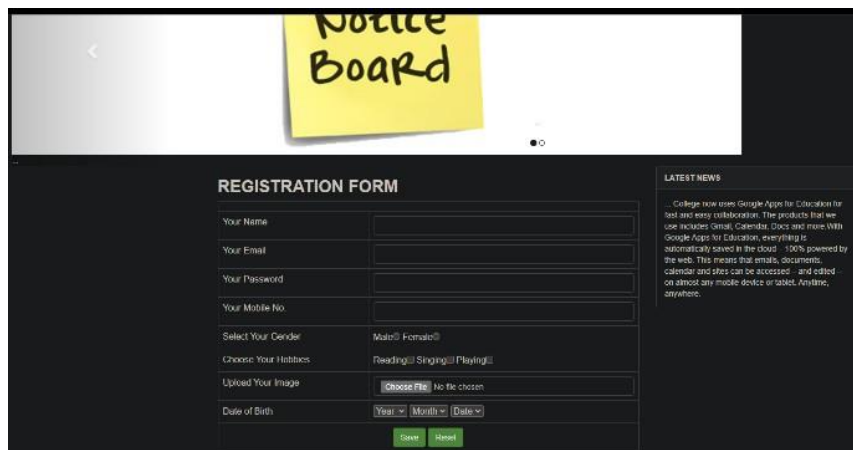 Notice
Board
REGISTRATION FORM
Your Name
Your Email
Your Password
Your Mobile No.
Select Your Gender
Male Female
Choose Your Hobbies
Reading Singing Playing
Upload Your Image
Choose File No file chosen
Date of Birth
Year Month Date
Save Reset
LATEST NEWS
... College now uses Google Apps for Education for
fast and easy collaboration. The products that we
use includes Gmail, Calendar, Docs and more.With
Google Apps for Education, everything is
automatically saved in the cloud – 100% powered by
the web. This means that emails, documents,
calendar and sites can be accessed – and edited –
on almost any mobile device or tablet. Anytime,
anywhere.